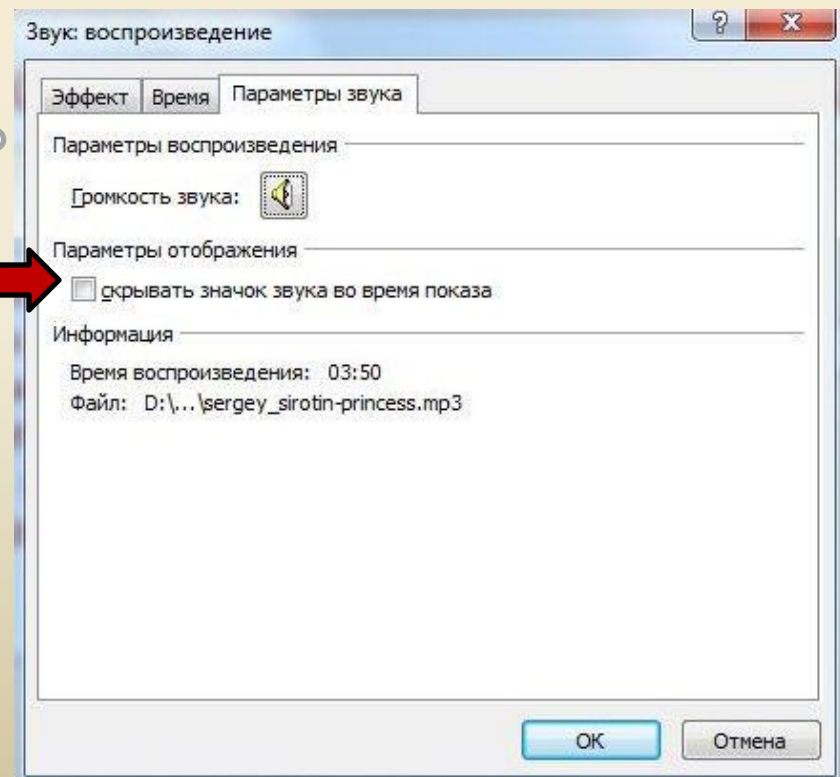 Звук: воспроизведение
Эффект Время Параметры звука
Параметры воспроизведения
Громкость звука:
Параметры отображения
скрывать значок звука во время показа
Информация
Время воспроизведения: 03:50
Файл: D:\...\sergey_sirotin-princess.mp3
ОК Отмена